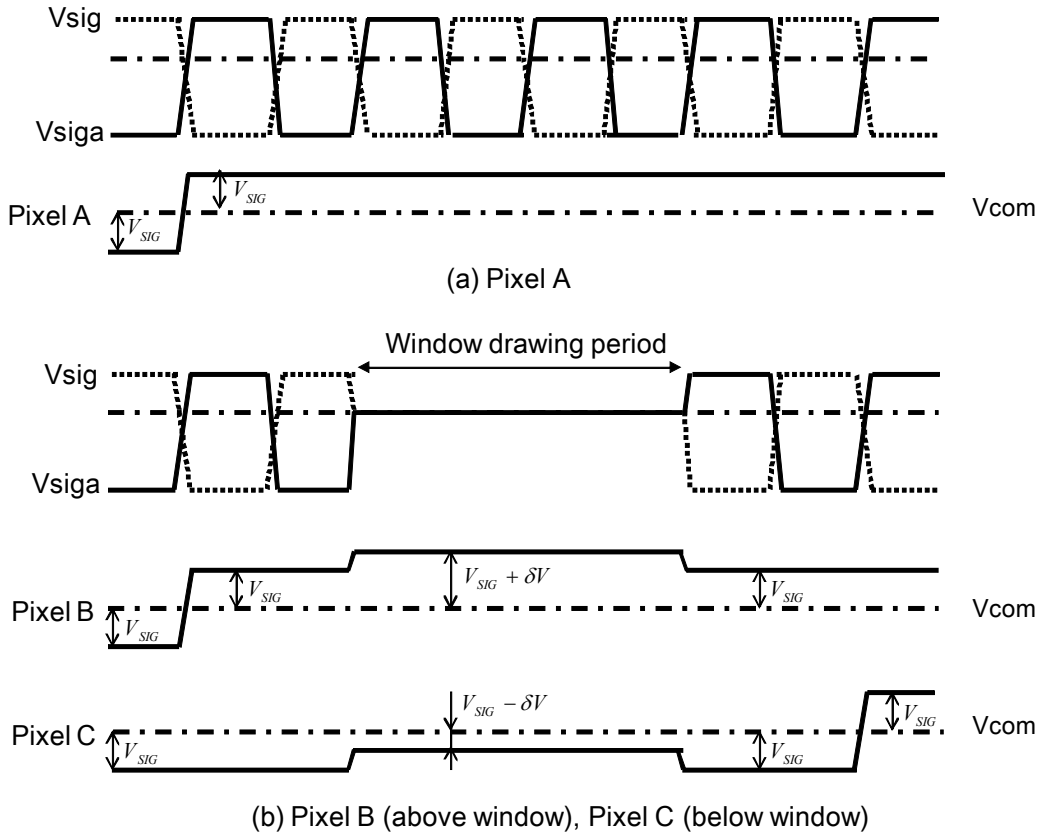 Vsig
Vsiga
V_SIG
Pixel A
V_SIG
Vcom
(a) Pixel A
Window drawing period
Vsig
Vsiga
V_SIG + δV
V_SIG
V_SIG
Pixel B
V_SIG
Vcom
V_SIG − δV
V_SIG
Pixel C
V_SIG
V_SIG
Vcom
(b) Pixel B (above window), Pixel C (below window)